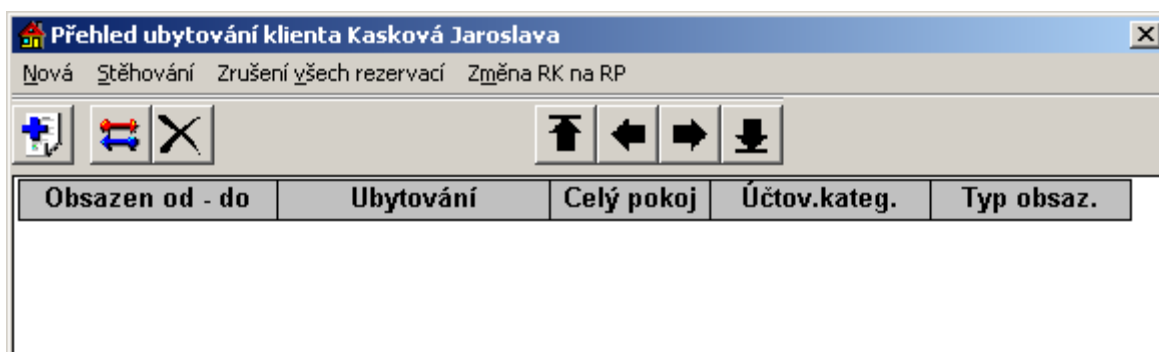 Přehled ubytování klienta Kasková Jaroslava
Nová Stěhování Zrušení všech rezervací Změna RK na RP
Obsazen od - do Ubytování Celý pokoj Účtov.kateg. Typ obsaz.